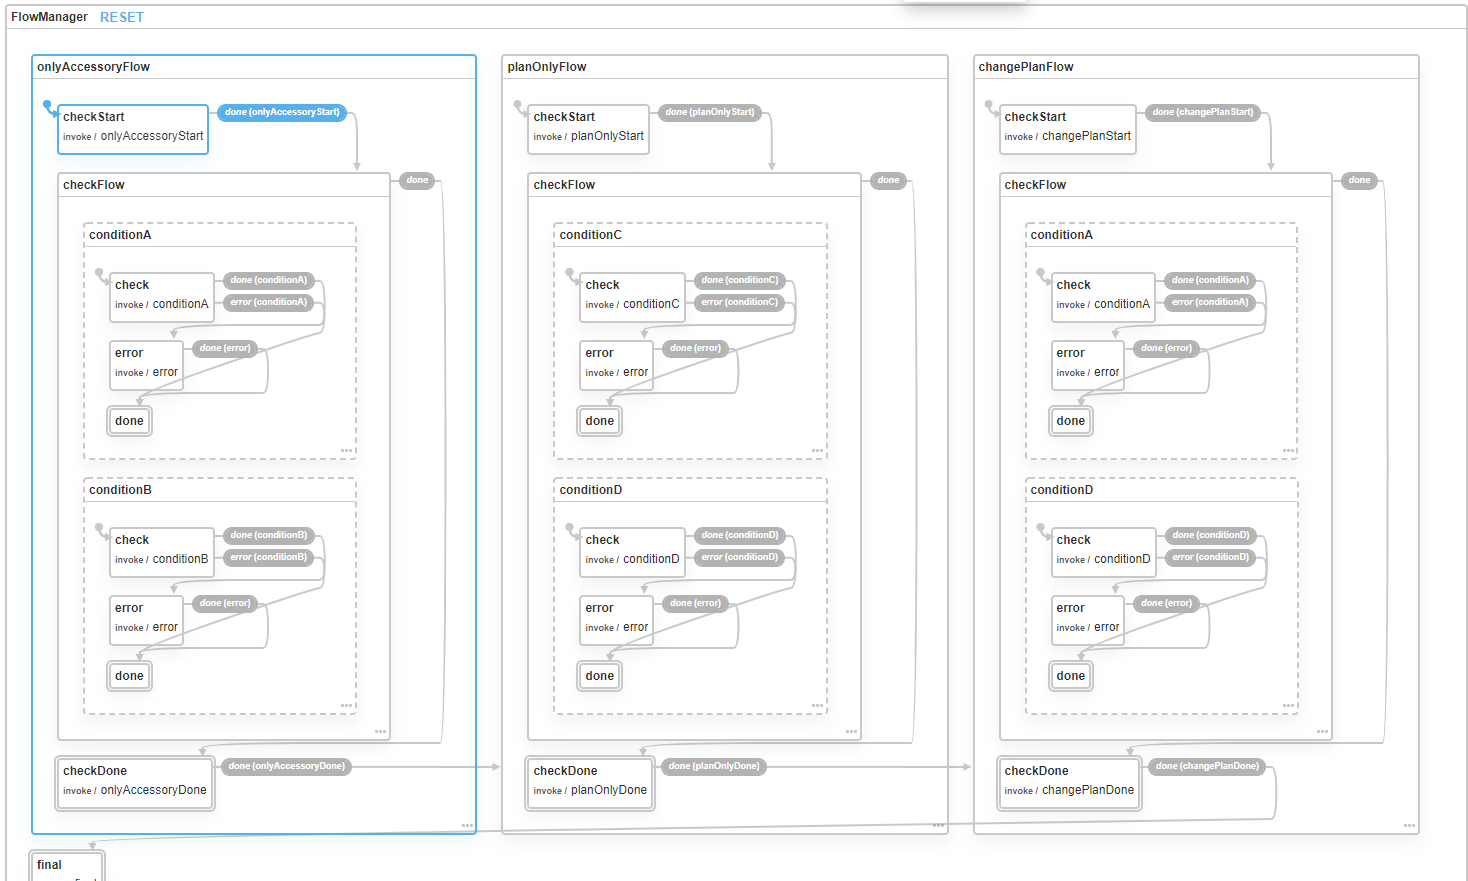 FlowManager RESET
onlyAccessoryFlow
checkStart
invoke / onlyAccessoryStart
done (onlyAccessoryStart)
checkFlow
done
conditionA
check
invoke / conditionA
done (conditionA)
error (conditionA)
error
invoke / error
done (error)
done
conditionB
check
invoke / conditionB
done (conditionB)
error (conditionB)
error
invoke / error
done (error)
done
checkDone
invoke / onlyAccessoryDone
done (onlyAccessoryDone)
planOnlyFlow
checkStart
invoke / planOnlyStart
done (planOnlyStart)
checkFlow
done
conditionC
check
invoke / conditionC
done (conditionC)
error (conditionC)
error
invoke / error
done (error)
done
conditionD
check
invoke / conditionD
done (conditionD)
error (conditionD)
error
invoke / error
done (error)
done
checkDone
invoke / planOnlyDone
done (planOnlyDone)
changePlanFlow
checkStart
invoke / changePlanStart
done (changePlanStart)
checkFlow
done
conditionA
check
invoke / conditionA
done (conditionA)
error (conditionA)
error
invoke / error
done (error)
done
conditionD
check
invoke / conditionD
done (conditionD)
error (conditionD)
error
invoke / error
done (error)
done
checkDone
invoke / changePlanDone
done (changePlanDone)
final